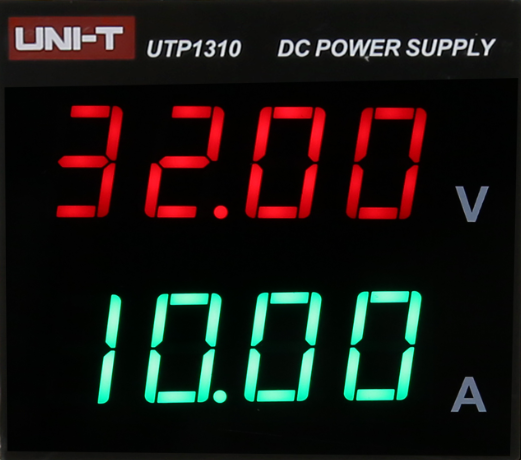 UNI-T UTP1310 DC POWER SUPPLY
32.00 V
10.00 A